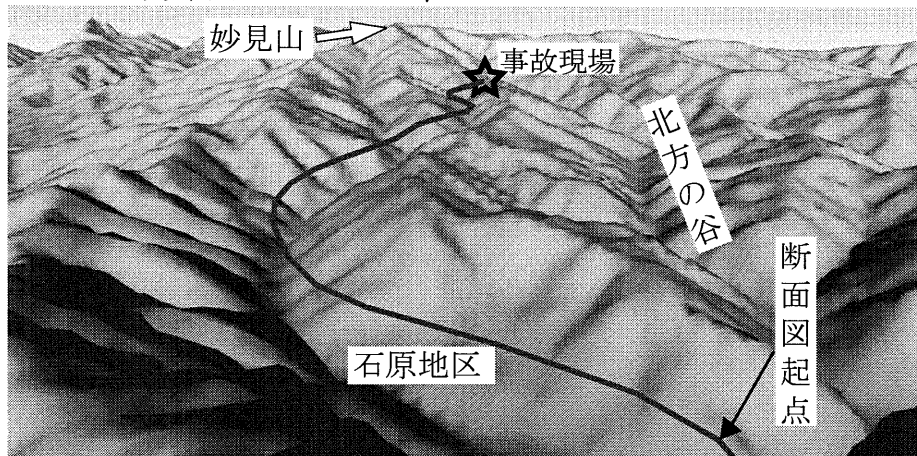 妙見山
事故現場
北方の谷
断面図起点
石原地区